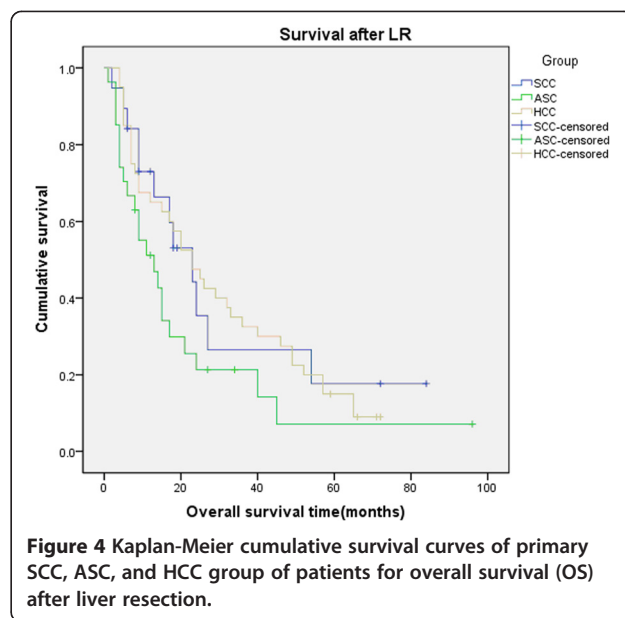 Survival after LR
Group
SCC
ASC
HCC
SCC-censored
ASC-censored
HCC-censored
1.0
0.8
0.6
0.4
0.2
0.0
Cumulative survival
0 20 40 60 80 100
Overall survival time(months)
Figure 4 Kaplan-Meier cumulative survival curves of primary
SCC, ASC, and HCC group of patients for overall survival (OS)
after liver resection.